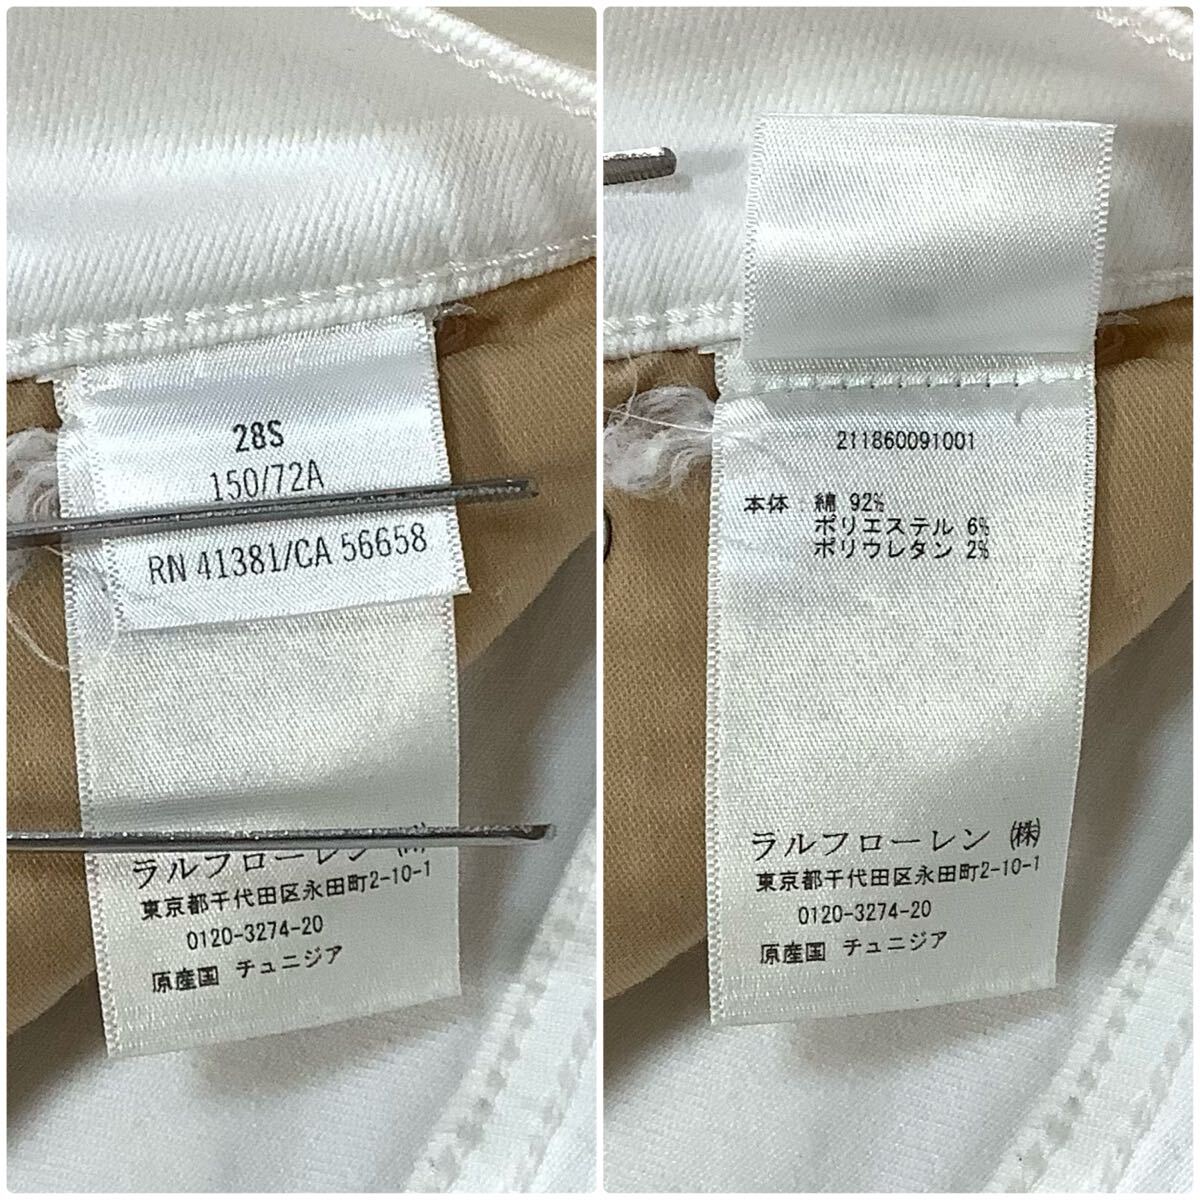 28S
150/72A
RN 41381/CA 56658
ラルフローレン
東京都千代田区永田町2-10-1
0120-3274-20
原産国 チュニジア
211860091001
本体：綿 92%
ポリエステル 6%
ポリウレタン 2%
ラルフローレン ㈱
東京都千代田区永田町2-10-1
0120-3274-20
原産国 チュニジア